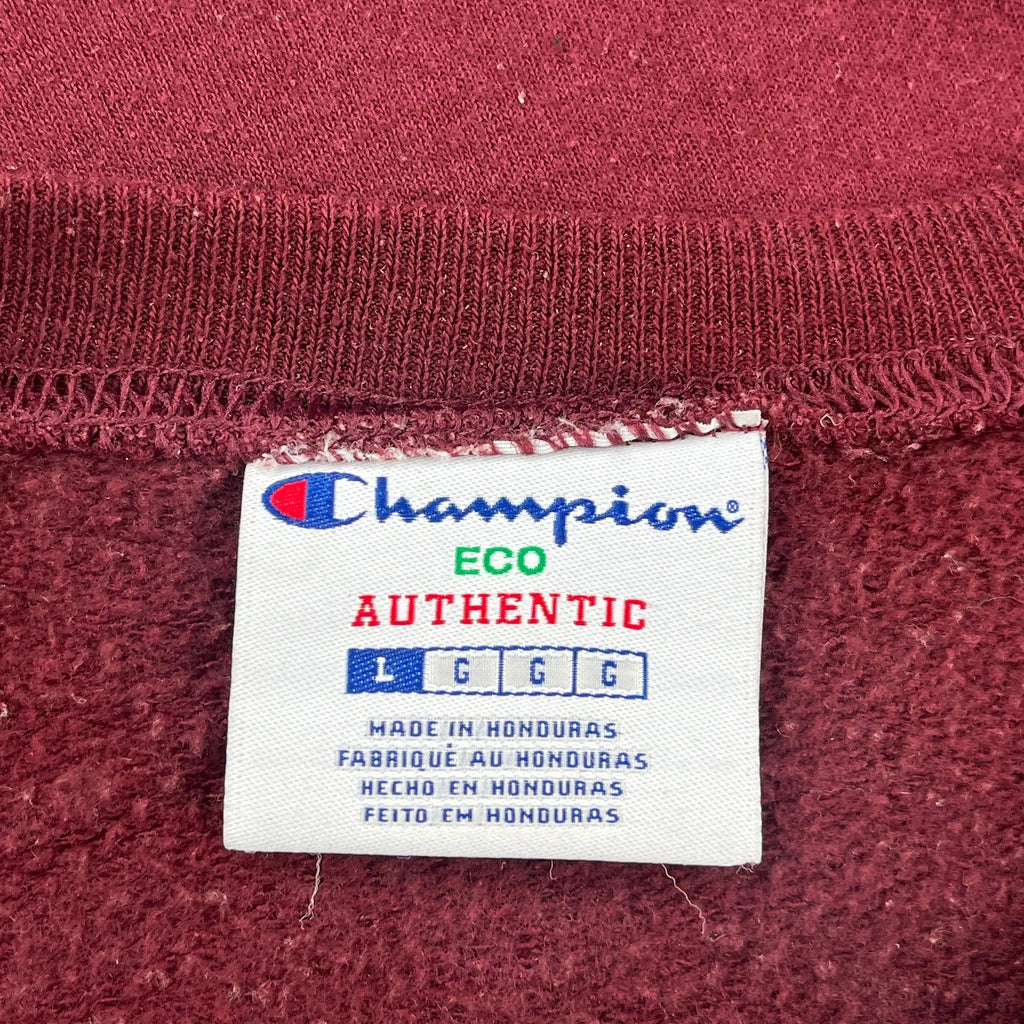 Champion®
ECO
AUTHENTIC
L G G G
MADE IN HONDURAS
FABRIQUÉ AU HONDURAS
HECHO EN HONDURAS
FEITO EM HONDURAS